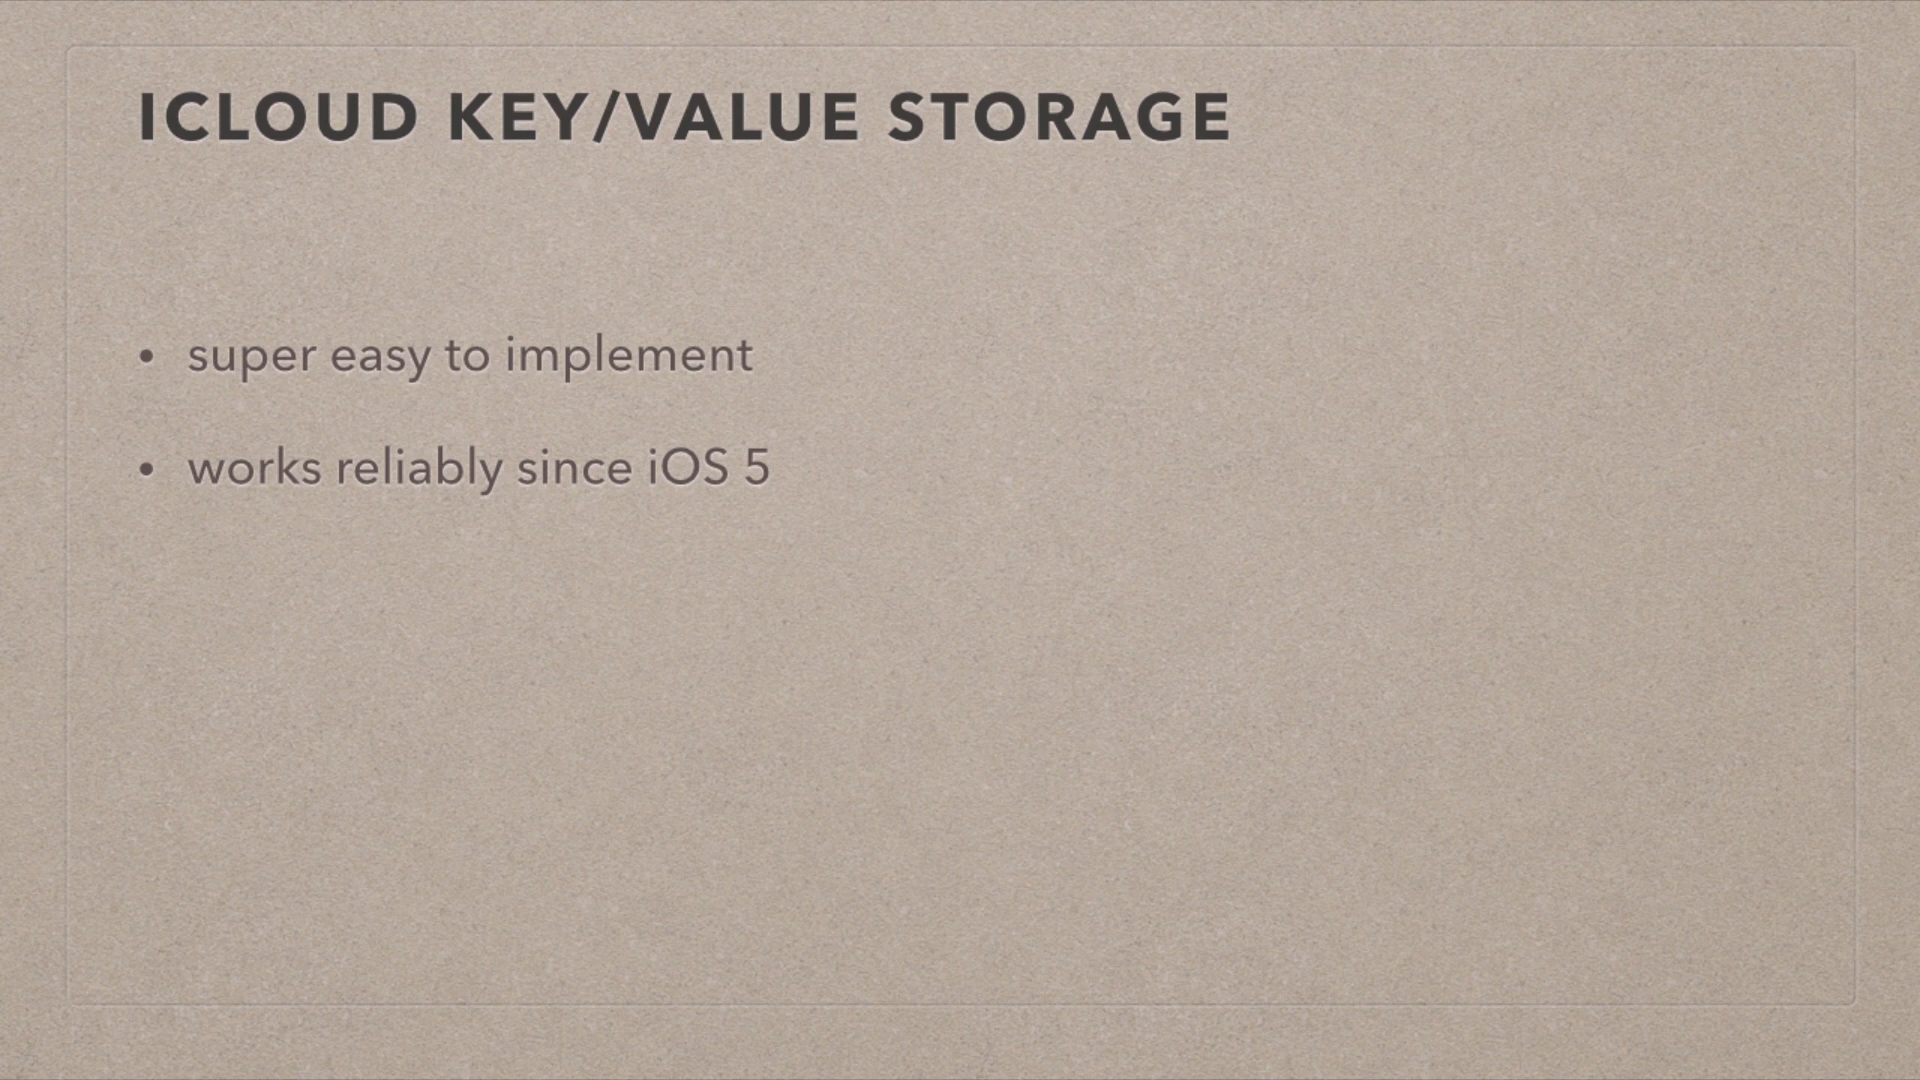 ICLOUD KEY/VALUE STORAGE
• super easy to implement
• works reliably since iOS 5